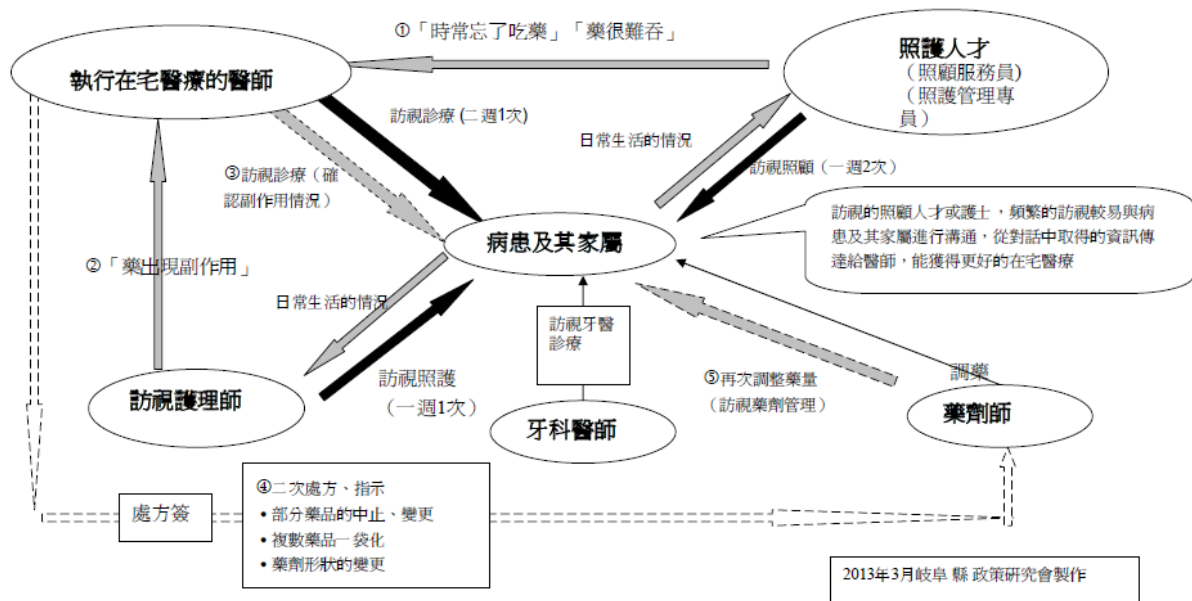 ①「時常忘了吃藥」「藥很難吞」
執行在宅醫療的醫師
照護人才
（照顧服務員)
（照護管理專
員）
訪視診療 (二週1次)
日常生活的情況
訪視照顧（一週2次）
③訪視診療（確
認副作用情況）
訪視的照顧人才或護士，頻繁的訪視較易與病
患及其家屬進行溝通，從對話中取得的資訊傳
達給醫師，能獲得更好的在宅醫療
病患及其家屬
②「藥出現副作用」
日常生活的情況
訪視牙醫
診療
訪視照護
（一週1次）
⑤再次調整藥量
（訪視藥劑管理）
調藥
訪視護理師
牙科醫師
藥劑師
處方簽
④二次處方、指示
•部分藥品的中止、變更
•複數藥品一袋化
•藥劑形狀的變更
2013年3月岐阜 縣 政策研究會製作